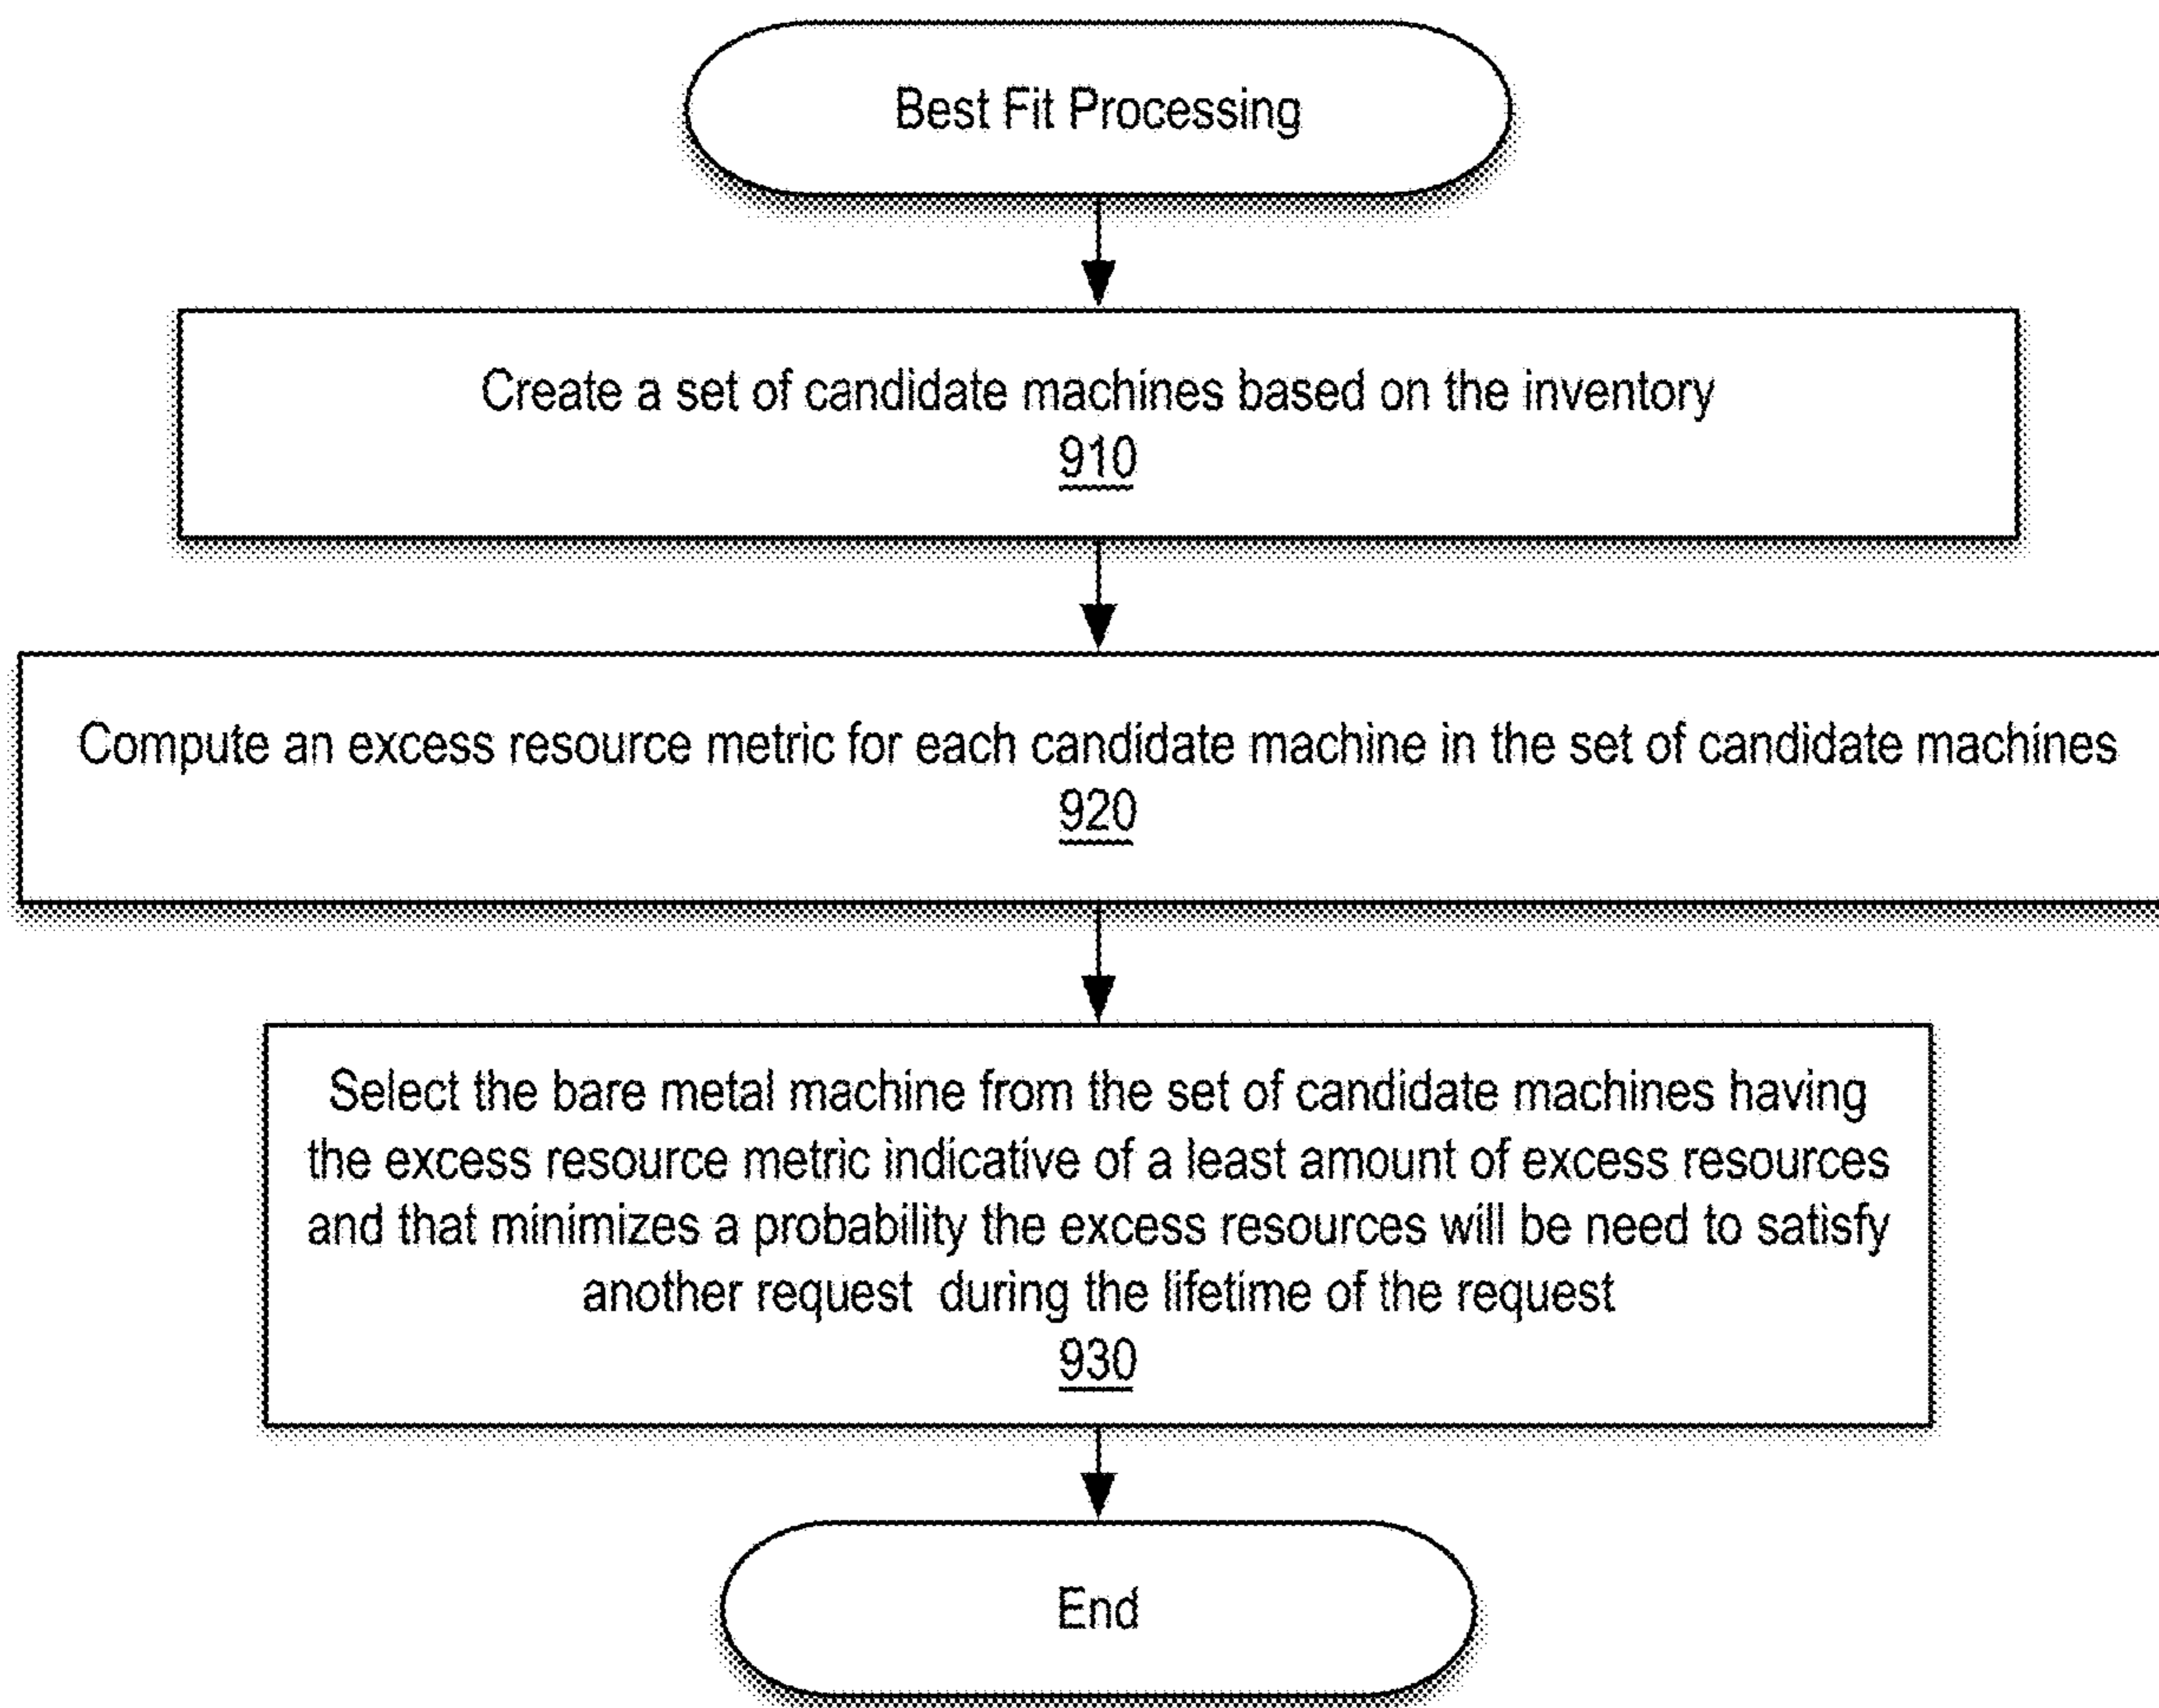 Best Fit Processing
Create a set of candidate machines based on the inventory
910
Compute an excess resource metric for each candidate machine in the set of candidate machines
920
Select the bare metal machine from the set of candidate machines having
the excess resource metric indicative of a least amount of excess resources
and that minimizes a probability the excess resources will be need to satisfy
another request during the lifetime of the request
930
End